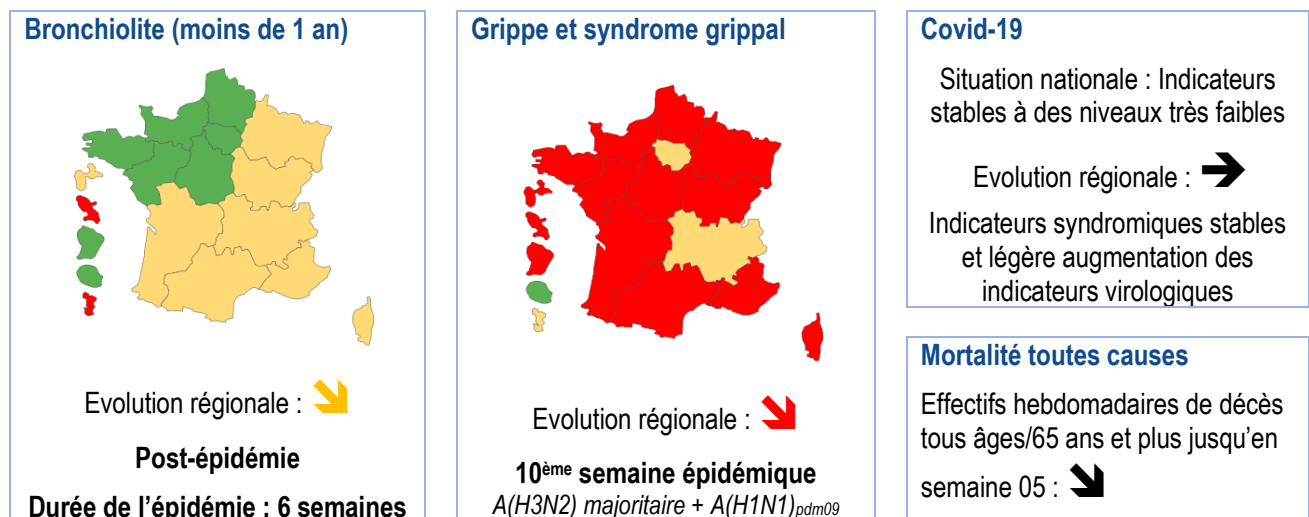 Bronchiolite (moins de 1 an)
Evolution régionale :
Post-épidémie
Durée de l'épidémie : 6 semaines
Grippe et syndrome grippal
Evolution régionale :
10ème semaine épidémique
A(H3N2) majoritaire + A(H1N1)pdm09
Covid-19
Situation nationale : Indicateurs
stables à des niveaux très faibles
Evolution régionale :
Indicateurs syndromiques stables
et légère augmentation des
indicateurs virologiques
Mortalité toutes causes
Effectifs hebdomadaires de décès
tous âges/65 ans et plus jusqu'en
semaine 05 :